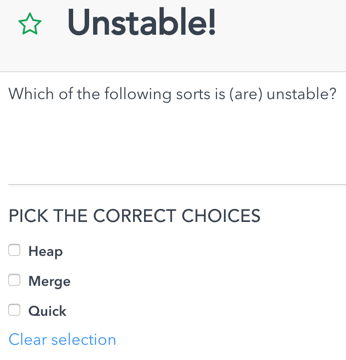 Unstable!
Which of the following sorts is (are) unstable?
PICK THE CORRECT CHOICES
Heap
Merge
Quick
Clear selection